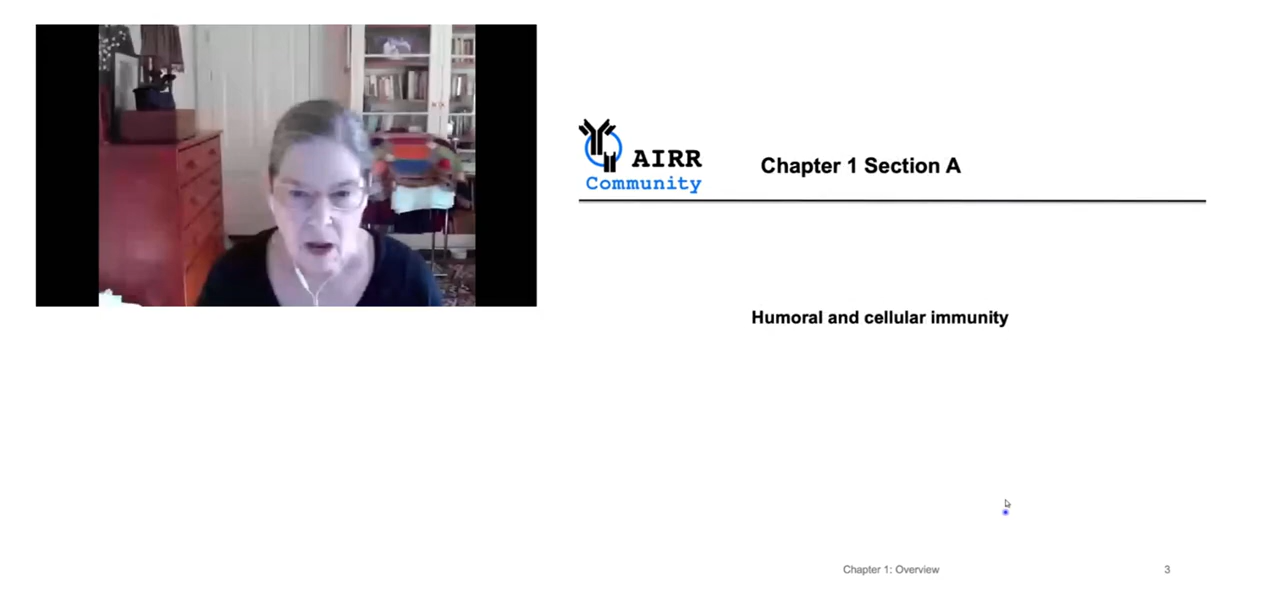 AIRR
Community
Chapter 1 Section A
Humoral and cellular immunity
Chapter 1: Overview
3